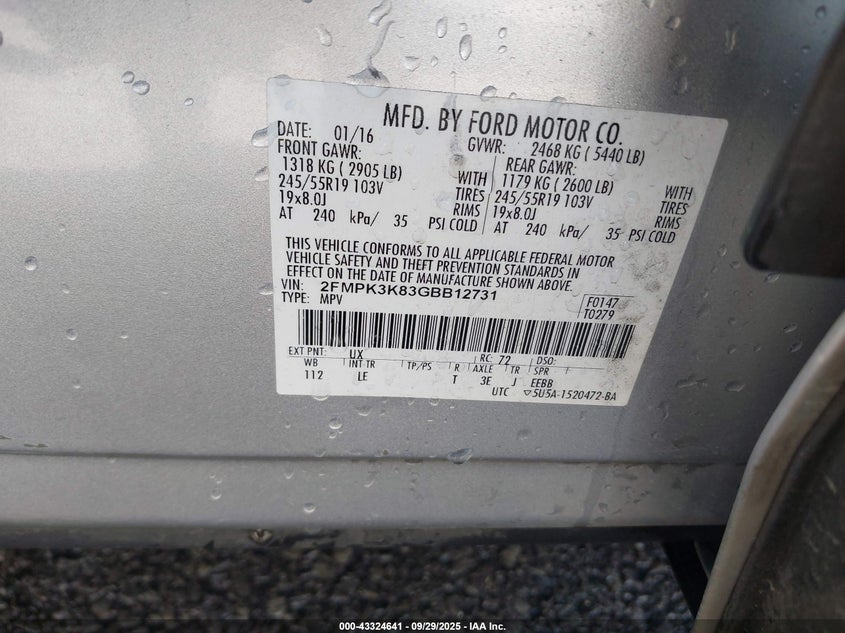 MFD. BY FORD MOTOR CO.
DATE: 01/16 GVWR: 2468 KG ( 5440 LB)
FRONT GAWR: REAR GAWR:
1318 KG ( 2905 LB) WITH 1179 KG ( 2600 LB) WITH
245/55R19 103V TIRES 245/55R19 103V TIRES
19x8.0J RIMS 19x8.0J RIMS
AT 240 kPa/ 35 PSI COLD AT 240 kPa/ 35 PSI COLD
THIS VEHICLE CONFORMS TO ALL APPLICABLE FEDERAL MOTOR
VEHICLE SAFETY AND THEFT PREVENTION STANDARDS IN
EFFECT ON THE DATE OF MANUFACTURE SHOWN ABOVE.
VIN: 2FMPK3K83GBB12731 F0147
TYPE: MPV T0279
EXT PNT: UX RC: 72 DSO:
WB INT TR TP/PS R AXLE TR SPR
112 LE T 3E J EEBB
UTC ▽5U5A-1520472-BA
000-43324641 - 09/29/2025 - IAA Inc.